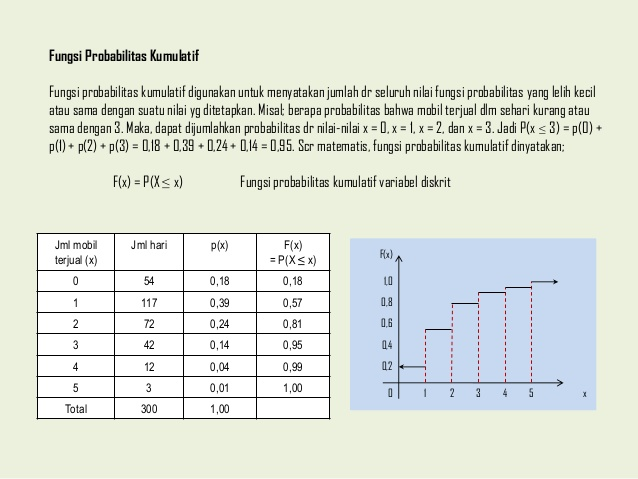 Fungsi Probabilitas Kumulatif
Fungsi probabilitas kumulatif digunakan untuk menyatakan jumlah dr seluruh nilai fungsi probabilitas yang lelih kecil
atau sama dengan suatu nilai yg ditetapkan. Misal; berapa probabilitas bahwa mobil terjual dlm sehari kurang atau
sama dengan 3. Maka, dapat dijumlahkan probabilitas dr nilai-nilai x = 0, x = 1, x = 2, dan x = 3. Jadi P(x ≤ 3) = p(0) +
p(1) + p(2) + p(3) = 0,18 + 0,39 + 0,24 + 0,14 = 0,95. Scr matematis, fungsi probabilitas kumulatif dinyatakan;
F(x) = P(X ≤ x) Fungsi probabilitas kumulatif variabel diskrit
Jml mobil terjual (x) Jml hari p(x) F(x) = P(X ≤ x)
0 54 0,18 0,18
1 117 0,39 0,57
2 72 0,24 0,81
3 42 0,14 0,95
4 12 0,04 0,99
5 3 0,01 1,00
Total 300 1,00
F(x)
1,0
0,8
0,6
0,4
0,2
0 1 2 3 4 5 x